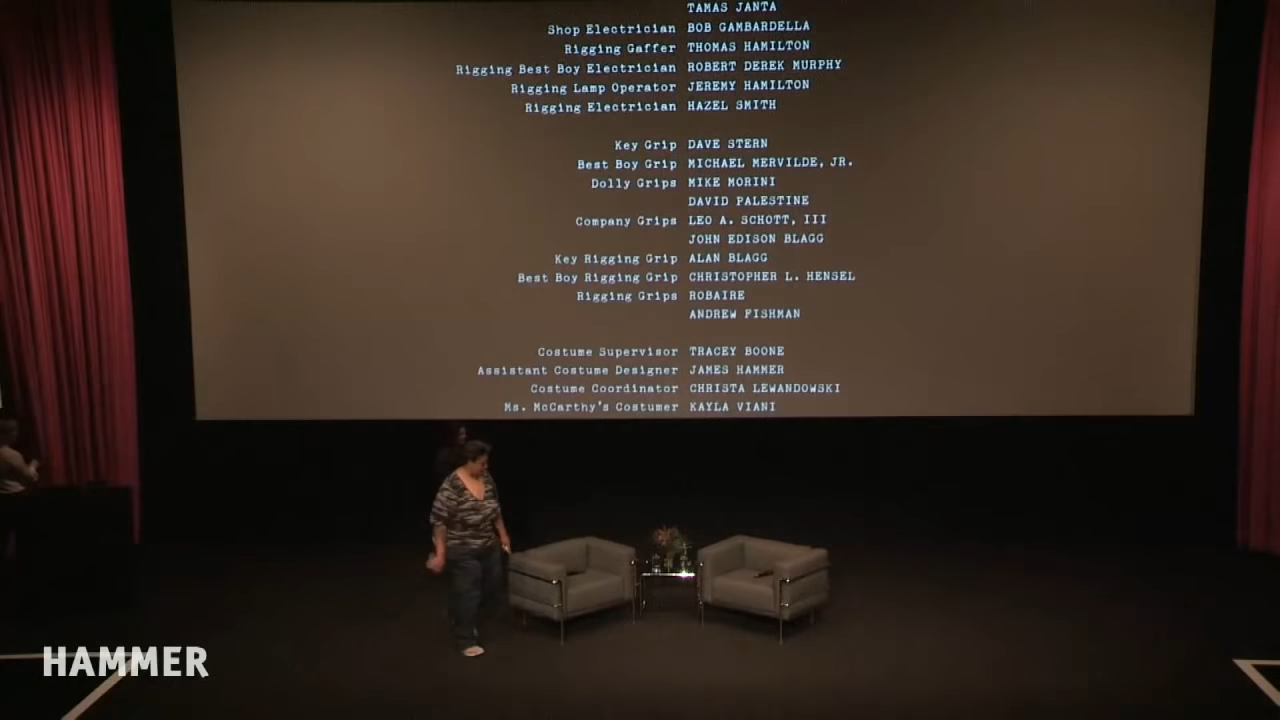 TAMAS JANTA
Shop Electrician BOB GAMBARDELLA
Rigging Gaffer THOMAS HAMILTON
Rigging Best Boy Electrician ROBERT DEREK MURPHY
Rigging Lamp Operator JEREMY HAMILTON
Rigging Electrician HAZEL SMITH
Key Grip DAVE STERN
Best Boy Grip MICHAEL MERVILDE, JR.
Dolly Grips MIKE MORINI
DAVID PALESTINE
Company Grips LEO A. SCHOTT, III
JOHN EDISON BLAGG
Key Rigging Grip ALAN BLAGG
Best Boy Rigging Grip CHRISTOPHER L. HENSEL
Rigging Grips ROBAIRE
ANDREW FISHMAN
Costume Supervisor TRACEY BOONE
Assistant Costume Designer JAMES HAMMER
Costume Coordinator CHRISTA LEWANDOWSKI
Ms. McCarthy's Costumer KAYLA VIANI
HAMMER